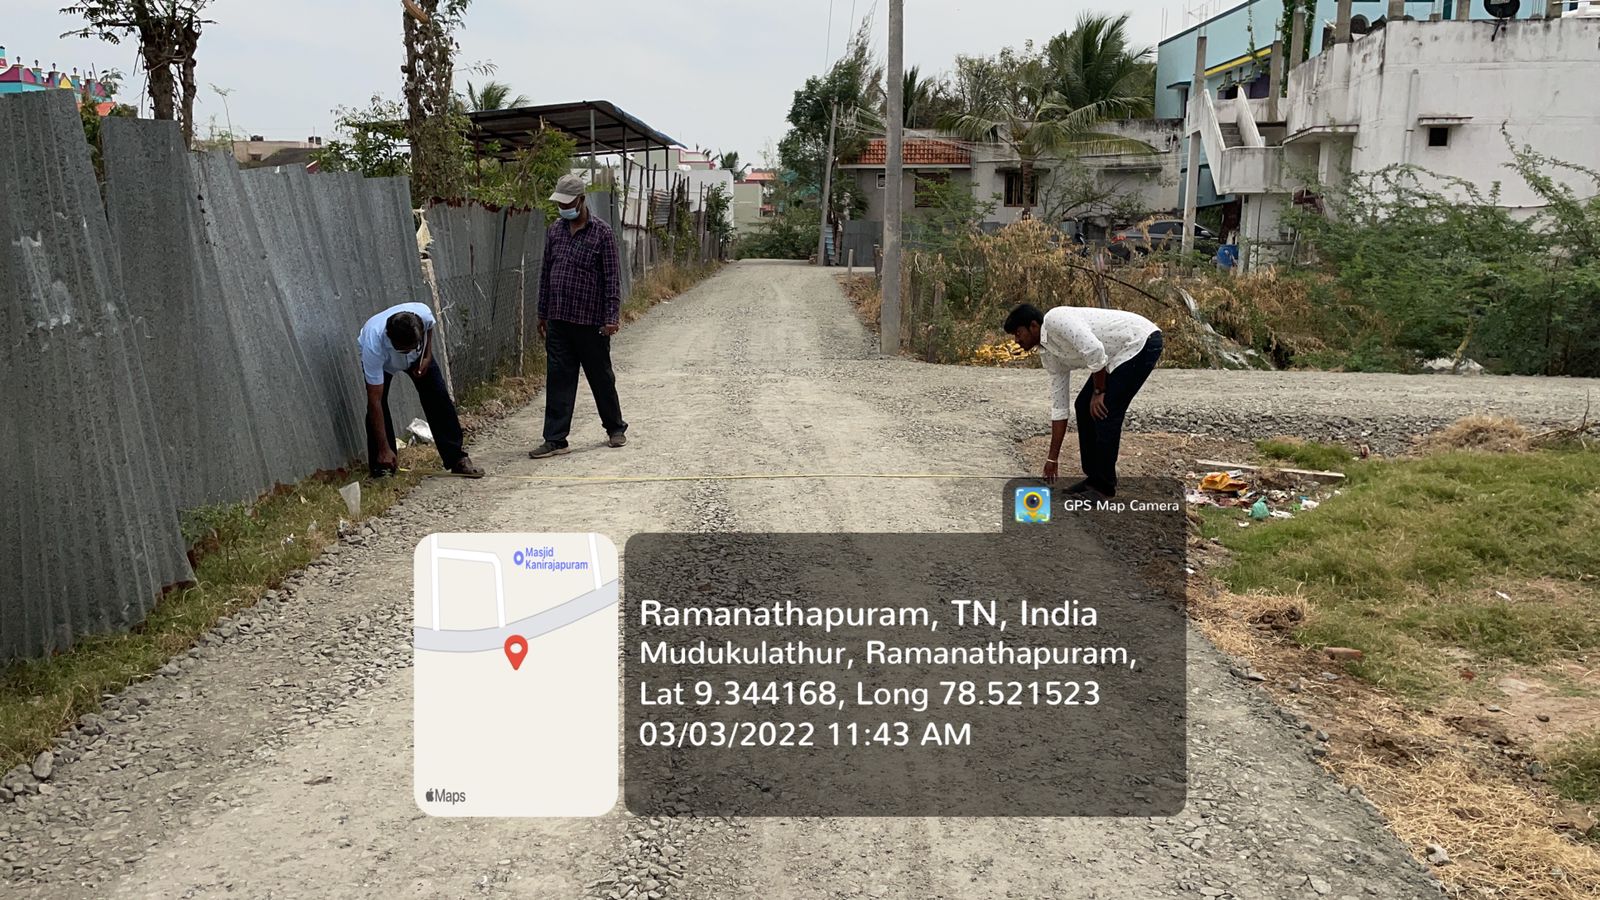 GPS Map Camera
Masjid
Kanirajapuram
Ramanathapuram, TN, India
Mudukulathur, Ramanathapuram,
Lat 9.344168, Long 78.521523
03/03/2022 11:43 AM
Maps